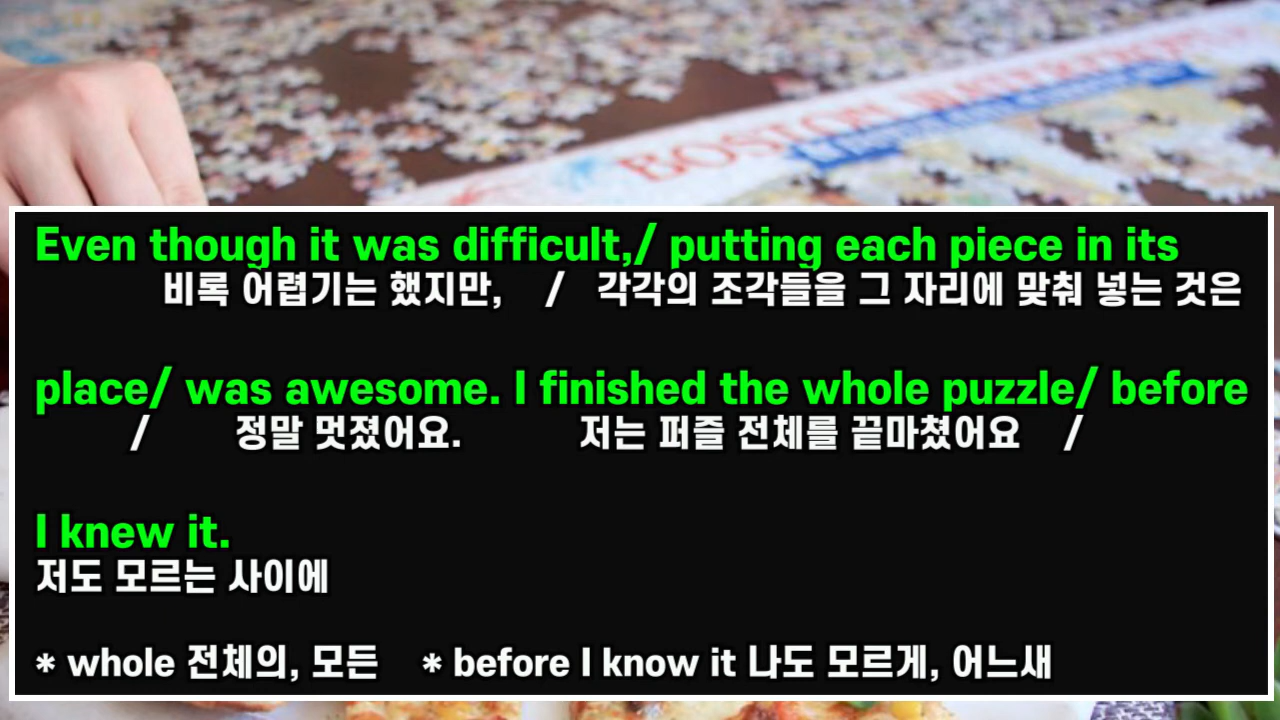 BOSTON
Even though it was difficult,/ putting each piece in its
비록 어렵기는 했지만, / 각각의 조각들을 그 자리에 맞춰 넣는 것은
place/ was awesome. I finished the whole puzzle/ before
/ 정말 멋졌어요. 저는 퍼즐 전체를 끝마쳤어요 /
I knew it.
저도 모르는 사이에
* whole 전체의, 모든 * before I know it 나도 모르게, 어느새